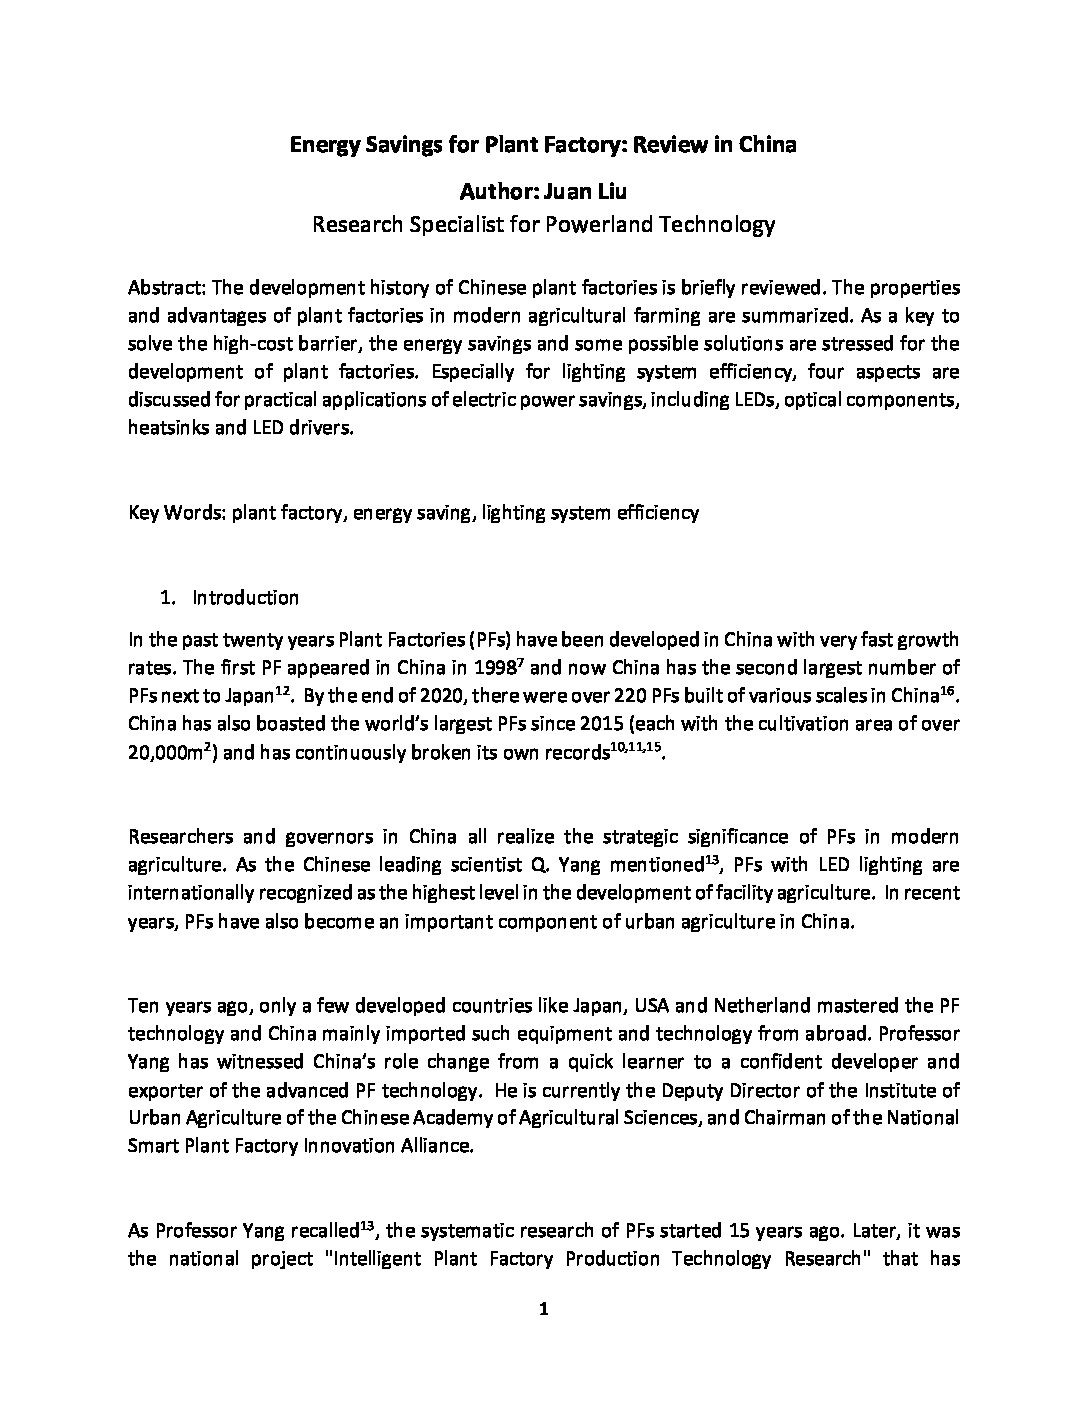 Energy Savings for Plant Factory: Review in China
Author: Juan Liu
Research Specialist for Powerland Technology
Abstract: The development history of Chinese plant factories is briefly reviewed. The properties
and advantages of plant factories in modern agricultural farming are summarized. As a key to
solve the high-cost barrier, the energy savings and some possible solutions are stressed for the
development of plant factories. Especially for lighting system efficiency, four aspects are
discussed for practical applications of electric power savings, including LEDs, optical components,
heatsinks and LED drivers.
Key Words: plant factory, energy saving, lighting system efficiency
1. Introduction
In the past twenty years Plant Factories (PFs) have been developed in China with very fast growth
rates. The first PF appeared in China in 1998⁷ and now China has the second largest number of
PFs next to Japan¹². By the end of 2020, there were over 220 PFs built of various scales in China¹⁶.
China has also boasted the world’s largest PFs since 2015 (each with the cultivation area of over
20,000m²) and has continuously broken its own records¹⁰,¹¹,¹⁵.
Researchers and governors in China all realize the strategic significance of PFs in modern
agriculture. As the Chinese leading scientist Q. Yang mentioned¹³, PFs with LED lighting are
internationally recognized as the highest level in the development of facility agriculture. In recent
years, PFs have also become an important component of urban agriculture in China.
Ten years ago, only a few developed countries like Japan, USA and Netherland mastered the PF
technology and China mainly imported such equipment and technology from abroad. Professor
Yang has witnessed China’s role change from a quick learner to a confident developer and
exporter of the advanced PF technology. He is currently the Deputy Director of the Institute of
Urban Agriculture of the Chinese Academy of Agricultural Sciences, and Chairman of the National
Smart Plant Factory Innovation Alliance.
As Professor Yang recalled¹³, the systematic research of PFs started 15 years ago. Later, it was
the national project "Intelligent Plant Factory Production Technology Research" that has
1